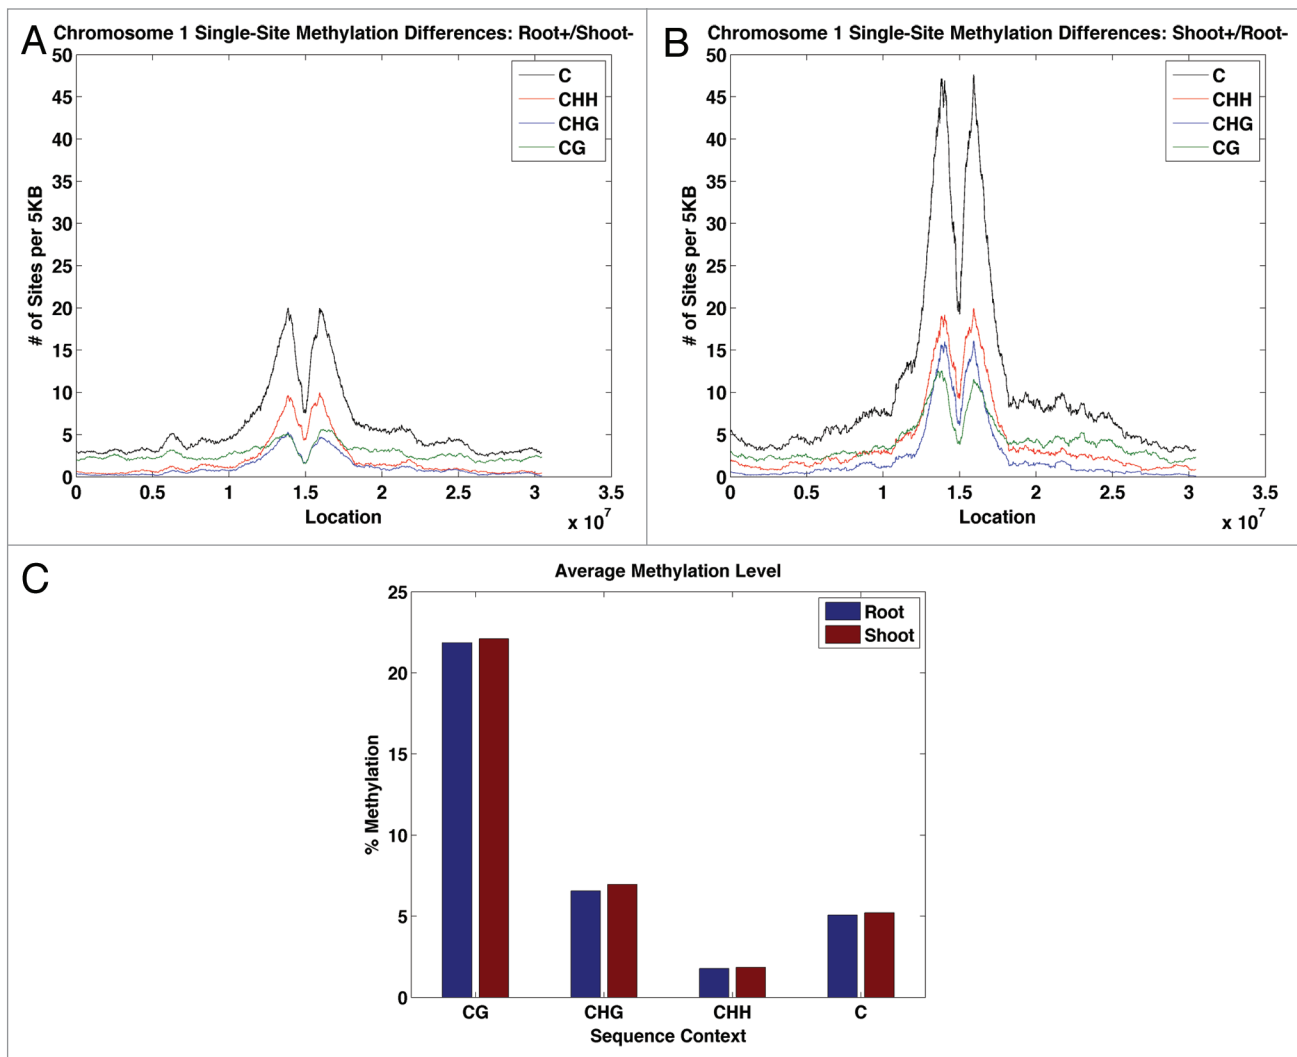 A
Chromosome 1 Single-Site Methylation Differences: Root+/Shoot-
50
45
40
35
30
25
20
15
10
5
0
# of Sites per 5KB
C
CHH
CHG
CG
0 0.5 1 1.5 2 2.5 3 3.5
Location
x 10^7
B
Chromosome 1 Single-Site Methylation Differences: Shoot+/Root-
50
45
40
35
30
25
20
15
10
5
0
# of Sites per 5KB
C
CHH
CHG
CG
0 0.5 1 1.5 2 2.5 3 3.5
Location
x 10^7
C
Average Methylation Level
25
20
15
10
5
0
% Methylation
Root
Shoot
CG CHG CHH C
Sequence Context